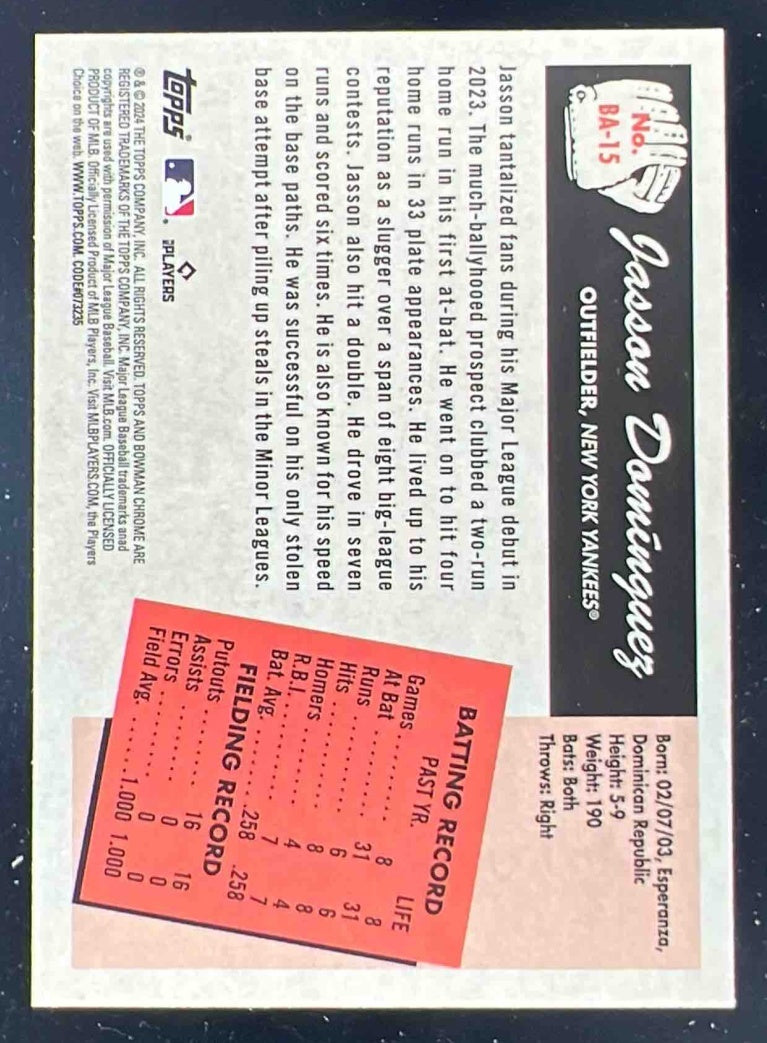 No.
BA-15
Jasson Domínguez
OUTFIELDER, NEW YORK YANKEES®
Born: 02/07/03, Esperanza,
Dominican Republic
Height: 5-9
Weight: 190
Bats: Both
Throws: Right
Jasson tantalized fans during his Major League debut in
2023. The much-ballyhooed prospect clubbed a two-run
home run in his first at-bat. He went on to hit four
home runs in 33 plate appearances. He lived up to his
reputation as a slugger over a span of eight big-league
contests. Jasson also hit a double. He drove in seven
runs and scored six times. He is also known for his speed
on the base paths. He was successful on his only stolen
base attempt after piling up steals in the Minor Leagues.
BATTING RECORD
PAST YR. LIFE
Games ........ 8 8
At Bat ........ 31 31
Runs ........ 6 6
Hits ........ 8 8
Homers ........ 4 4
R.B.I. ........ 7 7
Bat. Avg. ........ .258 .258
FIELDING RECORD
Putouts ........ 16 16
Assists ........ 0 0
Errors ........ 0 0
Field Avg. ...... 1.000 1.000
topps®
PLAYERS
® & © 2024 THE TOPPS COMPANY, INC. ALL RIGHTS RESERVED. TOPPS AND BOWMAN CHROME ARE
REGISTERED TRADEMARKS OF THE TOPPS COMPANY, INC. Major League Baseball trademarks anad
copyrights are used with permission of Major League Baseball. Visit MLB.com. OFFICIALLY LICENSED
PRODUCT OF MLB. Officially Licensed Product of MLB Players, Inc. Visit MLBPLAYERS.COM, the Players
Choice on the web. WWW.TOPPS.COM. CODE#073235